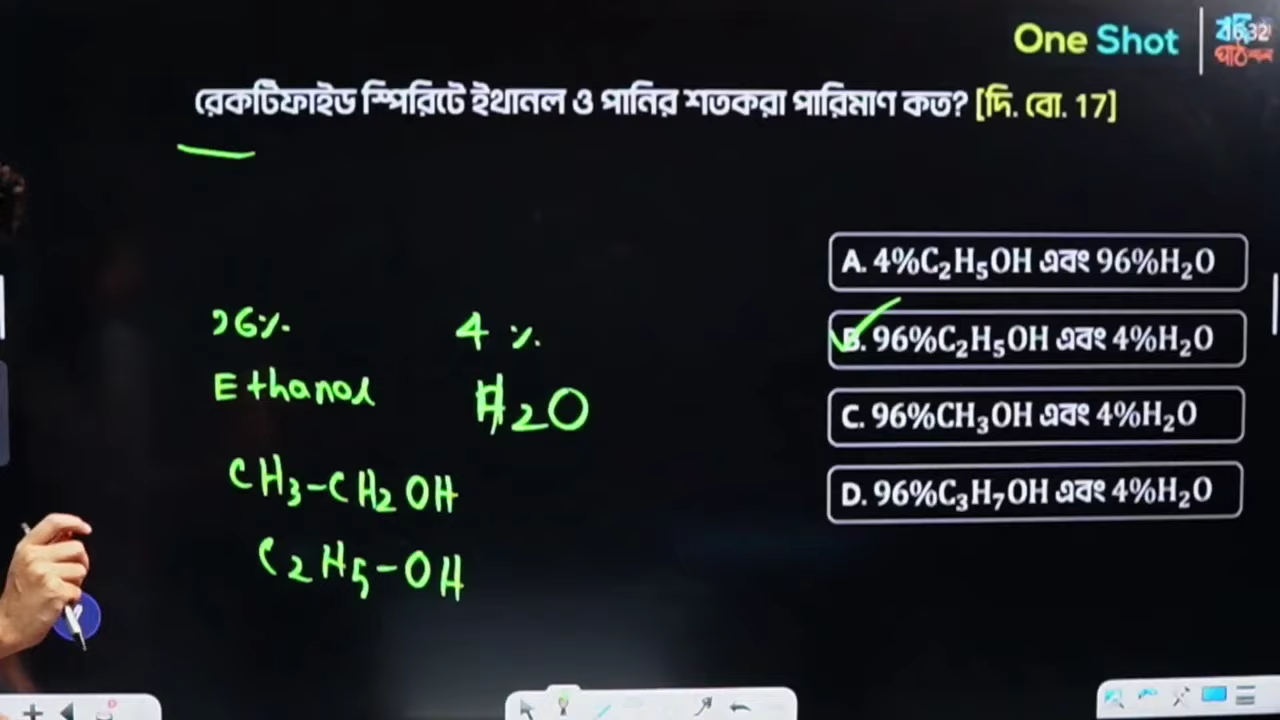 One Shot
রেকটিফাইড স্পিরিটে ইথানল ও পানির শতকরা পারিমাণ কত? [দি. বো. 17]
A. 4%C₂H₅OH এবং 96%H₂O
B. 96%C₂H₅OH এবং 4%H₂O
C. 96%CH₃OH এবং 4%H₂O
D. 96%C₃H₇OH এবং 4%H₂O
96% 4 %
Ethanol H₂O
CH₃-CH₂OH
C₂H₅-OH